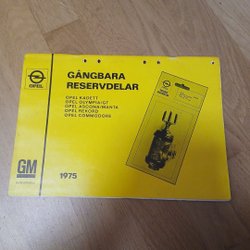 OPEL
GÅNGBARA
RESERVDELAR
OPEL KADETT
OPEL OLYMPIA/GT
OPEL ASCONA/MANTA
OPEL REKORD
OPEL COMMODORE
GM
1975